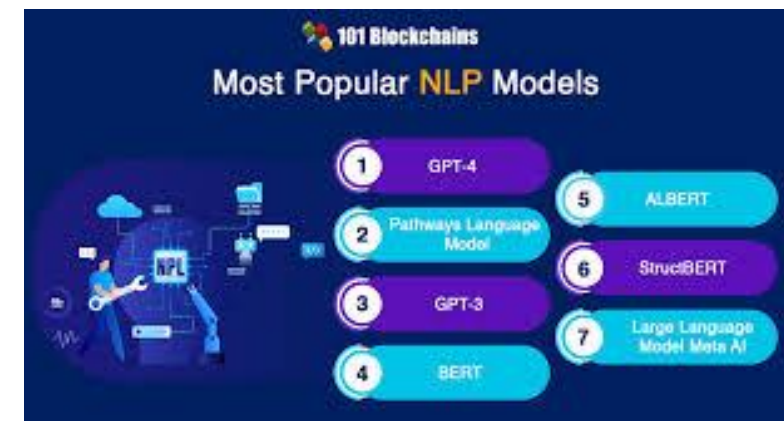 101 Blockchains
Most Popular NLP Models
NPL
1
GPT-4
2
Pathways Language
Model
3
GPT-3
4
BERT
5
ALBERT
6
StructBERT
7
Large Language
Model Meta AI